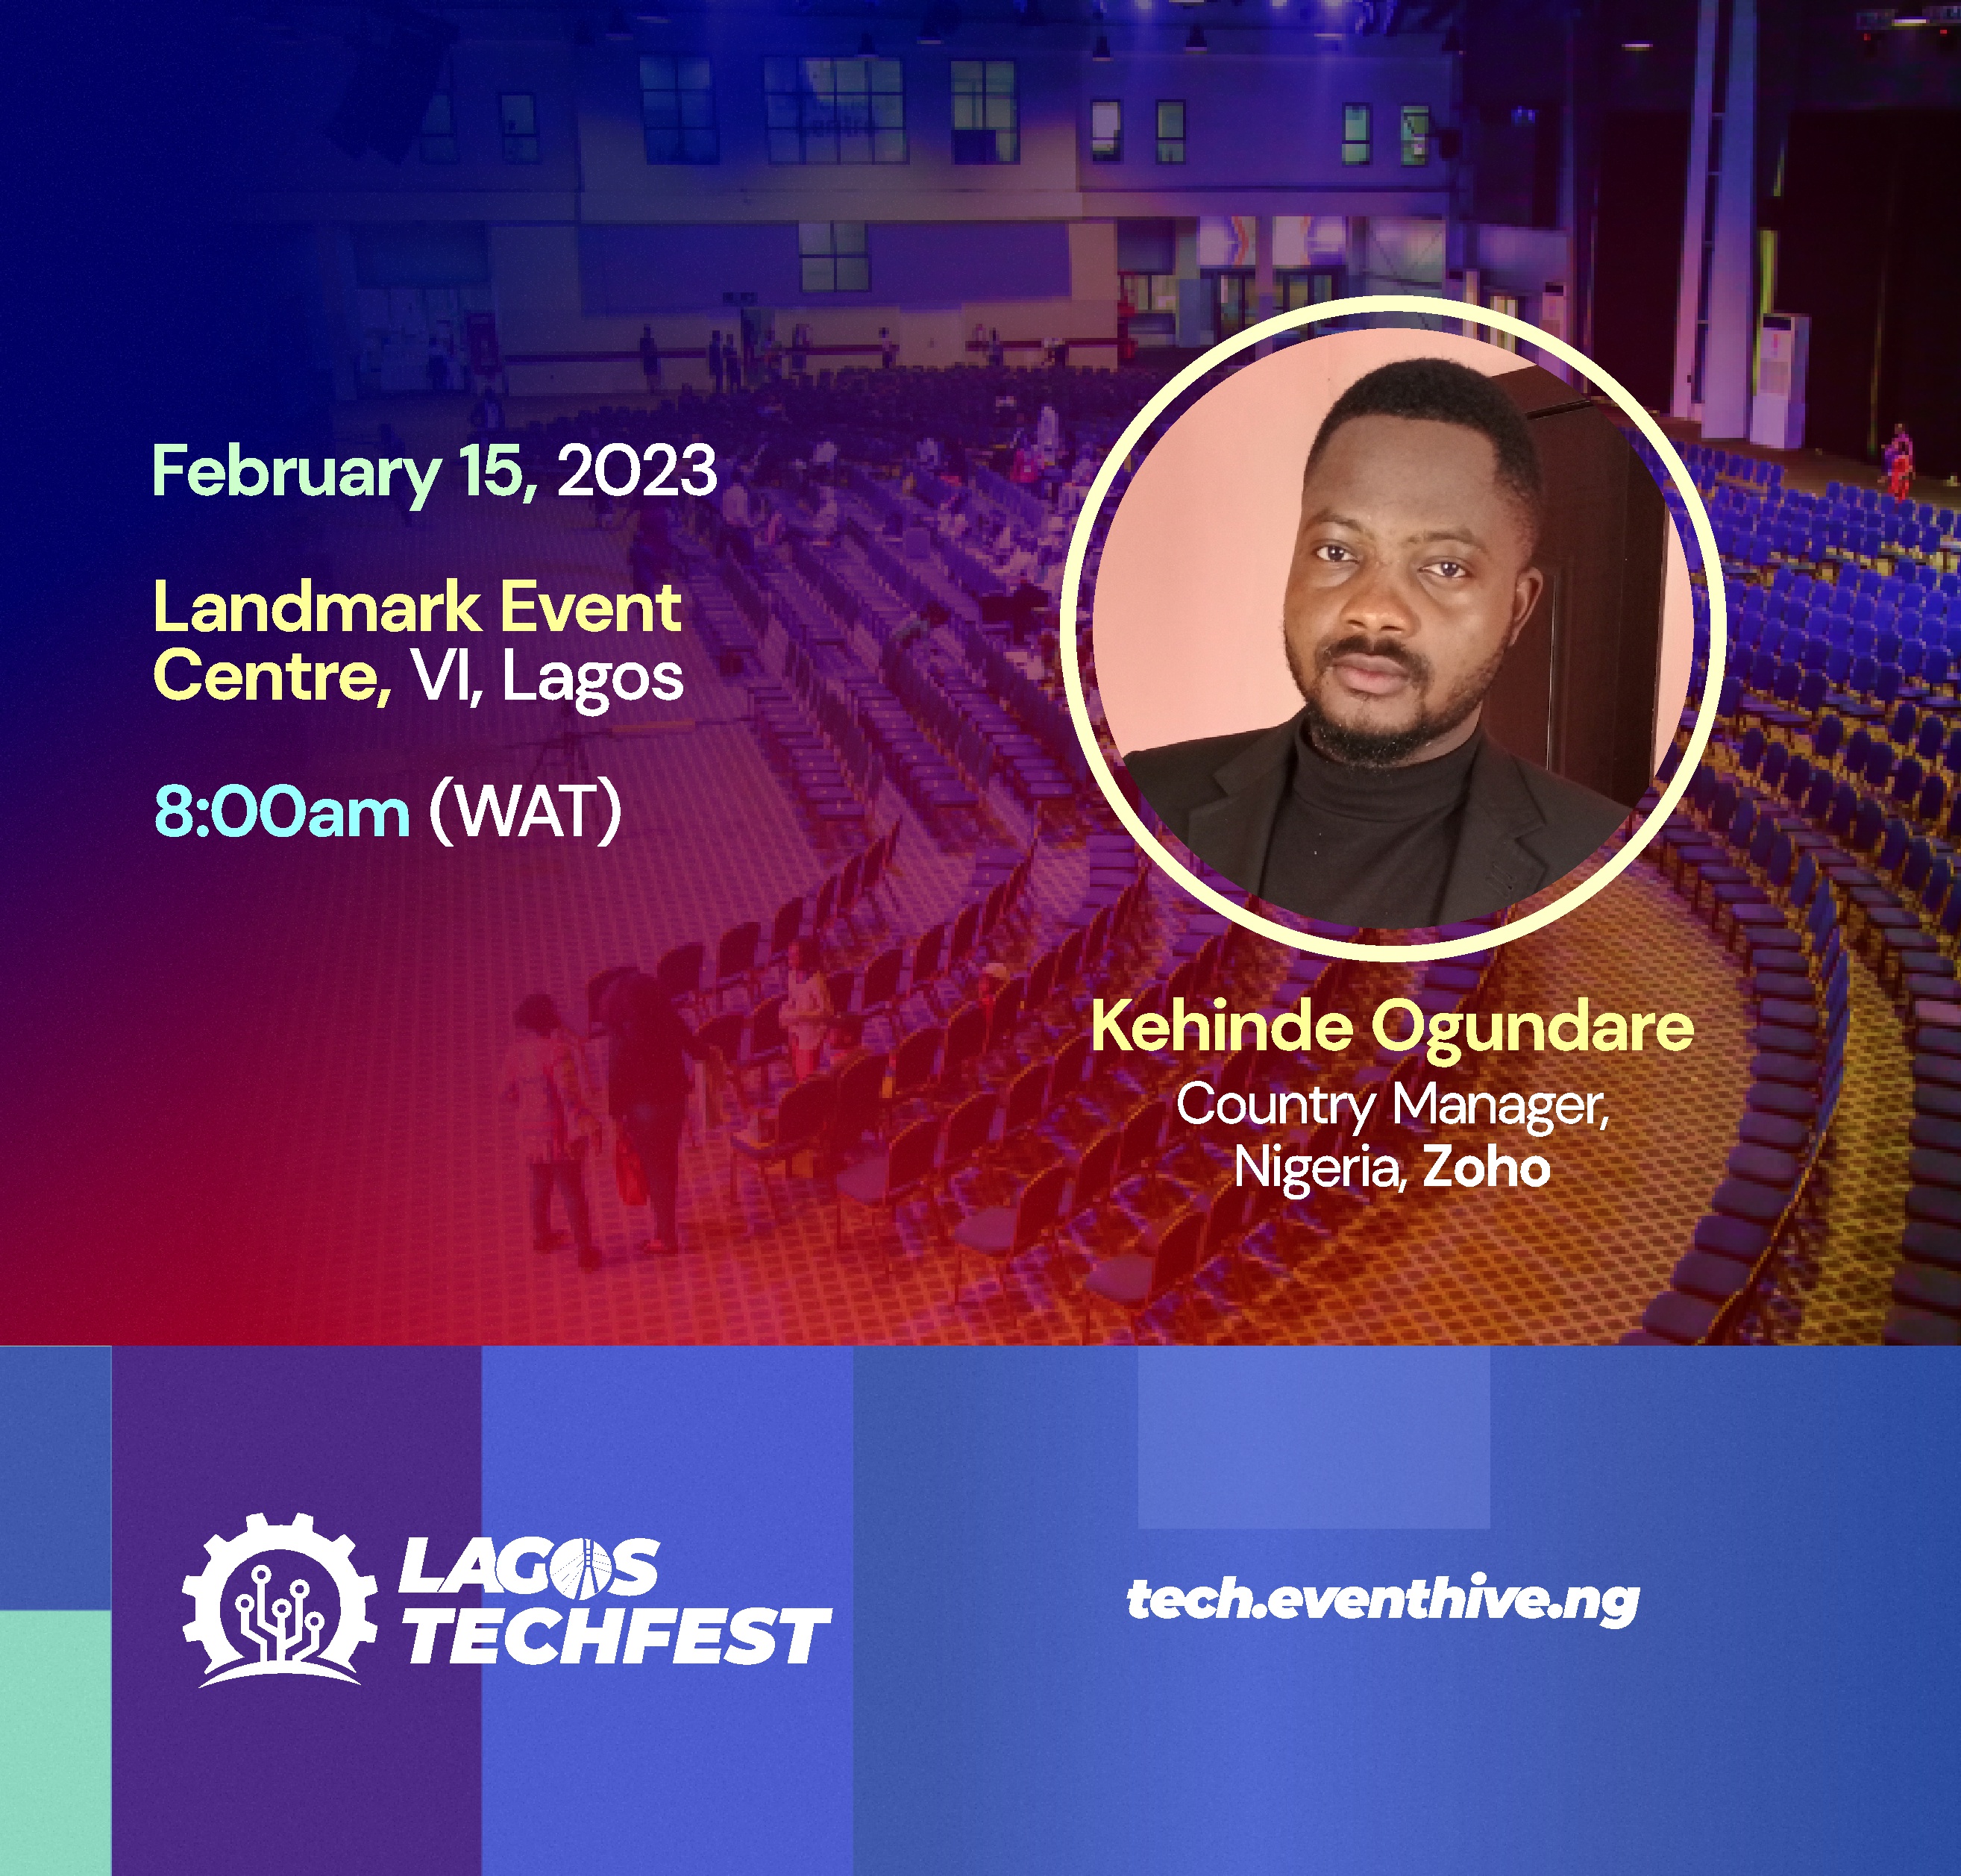 February 15, 2023
Landmark Event
Centre, VI, Lagos
8:00am (WAT)
Kehinde Ogundare
Country Manager,
Nigeria, Zoho
LAGOS
TECHFEST
tech.eventhive.ng